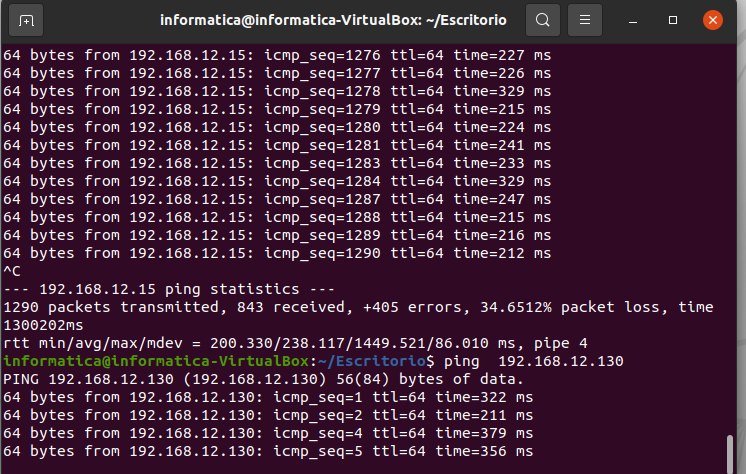 informatica@informatica-VirtualBox: ~/Escritorio
64 bytes from 192.168.12.15: icmp_seq=1276 ttl=64 time=227 ms
64 bytes from 192.168.12.15: icmp_seq=1277 ttl=64 time=226 ms
64 bytes from 192.168.12.15: icmp_seq=1278 ttl=64 time=329 ms
64 bytes from 192.168.12.15: icmp_seq=1279 ttl=64 time=215 ms
64 bytes from 192.168.12.15: icmp_seq=1280 ttl=64 time=224 ms
64 bytes from 192.168.12.15: icmp_seq=1281 ttl=64 time=241 ms
64 bytes from 192.168.12.15: icmp_seq=1283 ttl=64 time=233 ms
64 bytes from 192.168.12.15: icmp_seq=1284 ttl=64 time=329 ms
64 bytes from 192.168.12.15: icmp_seq=1287 ttl=64 time=247 ms
64 bytes from 192.168.12.15: icmp_seq=1288 ttl=64 time=215 ms
64 bytes from 192.168.12.15: icmp_seq=1289 ttl=64 time=216 ms
64 bytes from 192.168.12.15: icmp_seq=1290 ttl=64 time=212 ms
^C
--- 192.168.12.15 ping statistics ---
1290 packets transmitted, 843 received, +405 errors, 34.6512% packet loss, time
1300202ms
rtt min/avg/max/mdev = 200.330/238.117/1449.521/86.010 ms, pipe 4
informatica@informatica-VirtualBox:~/Escritorio$ ping  192.168.12.130
PING 192.168.12.130 (192.168.12.130) 56(84) bytes of data.
64 bytes from 192.168.12.130: icmp_seq=1 ttl=64 time=322 ms
64 bytes from 192.168.12.130: icmp_seq=2 ttl=64 time=211 ms
64 bytes from 192.168.12.130: icmp_seq=4 ttl=64 time=379 ms
64 bytes from 192.168.12.130: icmp_seq=5 ttl=64 time=356 ms